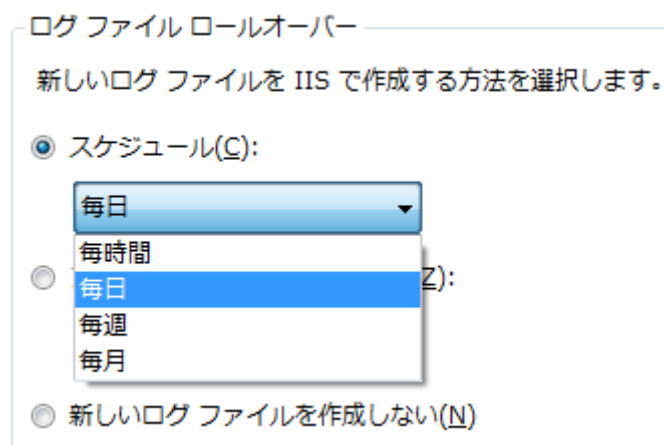 ログ ファイル ロールオーバー
新しいログ ファイルを IIS で作成する方法を選択します。
スケジュール(C):
毎日
毎時間
毎日
Z):
毎週
毎月
新しいログ ファイルを作成しない(N)